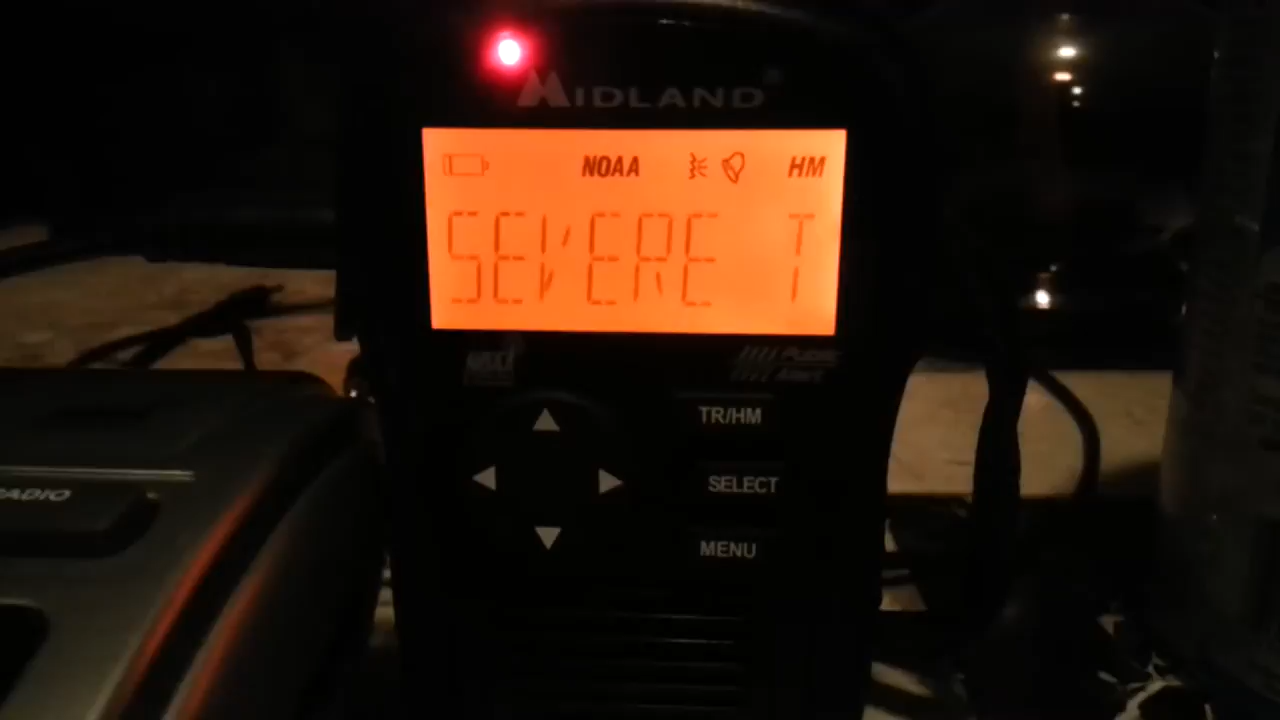 MIDLAND
NOAA HM
SEVERE T
Public
Alert
TR/HM
RADIO
SELECT
MENU